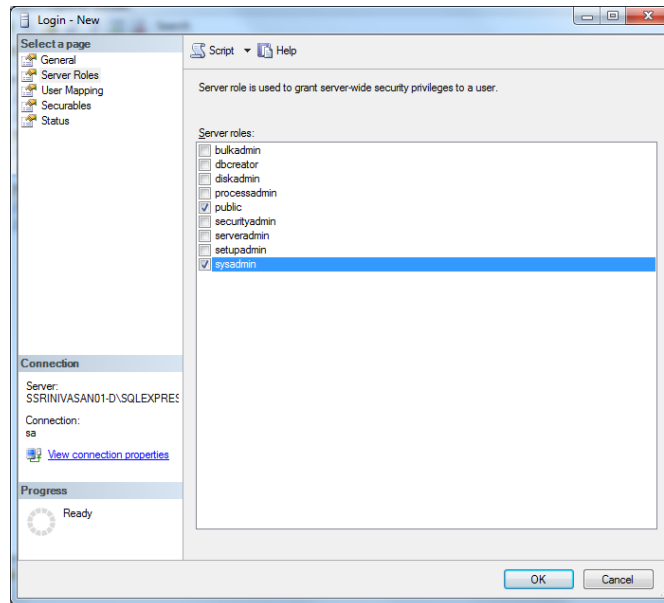 Login - New
Select a page
General
Server Roles
User Mapping
Securables
Status
Script
Help
Server role is used to grant server-wide security privileges to a user.
Server roles:
bulkadmin
dbcreator
diskadmin
processadmin
public
securityadmin
serveradmin
setupadmin
sysadmin
Connection
Server:
SSRINIVASAN01-D\SQLEXPRES
Connection:
sa
View connection properties
Progress
Ready
OK
Cancel